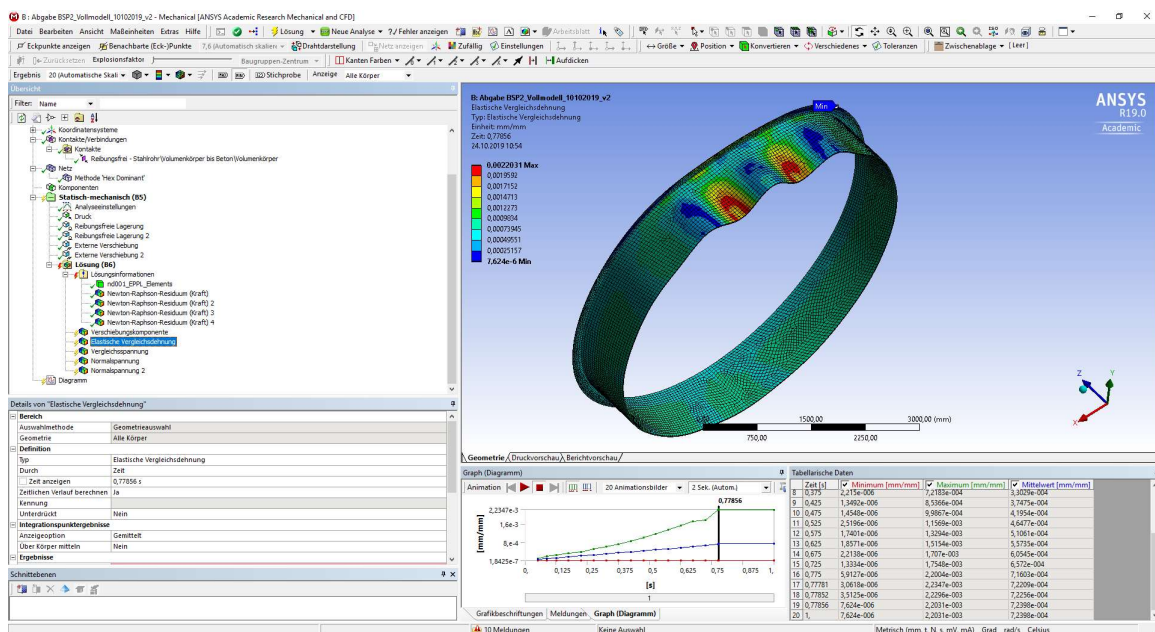 B : Abgabe BSP2_Vollmodell_10102019_v2 - Mechanical [ANSYS Academic Research Mechanical and CFD]
Datei Bearbeiten Ansicht Maßeinheiten Extras Hilfe Lösung Neue Analyse ?/ Fehler anzeigen Arbeitsblatt
Eckpunkte anzeigen Benachbarte (Eck-)Punkte 7,6 (Automatisch skalier Drahtdarstellung Netz anzeigen Zufällig Einstellungen Größe Position Konvertieren Verschiedenes Toleranzen Zwischenablage [Leer]
Zurücksetzen Explosionsfaktor Baugruppen-Zentrum Kanten Farben Aufdicken
Ergebnis 20 (Automatische Skali Stichprobe Anzeige Alle Körper
Übersicht
Filter: Name
Koordinatensysteme
Kontakte/Verbindungen
Kontakte
Reibungsfrei - Stahlrohr\Volumenkörper bis Beton\Volumenkörper
Netz
Methode 'Hex Dominant'
Komponenten
Statisch-mechanisch (B5)
Analyseeinstellungen
Druck
Reibungsfreie Lagerung
Reibungsfreie Lagerung 2
Externe Verschiebung
Externe Verschiebung 2
Lösung (B6)
Lösungsinformationen
nd001_EPPL_Elements
Newton-Raphson-Residuum (Kraft)
Newton-Raphson-Residuum (Kraft) 2
Newton-Raphson-Residuum (Kraft) 3
Newton-Raphson-Residuum (Kraft) 4
Verschiebungskomponente
Elastische Vergleichsdehnung
Vergleichsspannung
Normalspannung
Normalspannung 2
Diagramm
Details von "Elastische Vergleichsdehnung"
Bereich
Auswahlmethode Geometrieauswahl
Geometrie Alle Körper
Definition
Typ Elastische Vergleichsdehnung
Durch Zeit
Zeit anzeigen 0,77856 s
Zeitlichen Verlauf berechnen Ja
Kennung
Unterdrückt Nein
Integrationspunktergebnisse
Anzeigeoption Gemittelt
Über Körper mitteln Nein
Ergebnisse
Schnittebenen
B: Abgabe BSP2_Vollmodell_10102019_v2
Elastische Vergleichsdehnung
Typ: Elastische Vergleichsdehnung
Einheit: mm/mm
Zeit: 0,77856
24.10.2019 10:54
0,0022031 Max
0,0019592
0,0017152
0,0014713
0,0012273
0,0009834
0,00073945
0,00049551
0,00025157
7,624e-6 Min
Min
ANSYS
R19.0
Academic
Z Y
X
1500,00 3000,00 (mm)
750,00 2250,00
Geometrie Druckvorschau Berichtvorschau
Graph (Diagramm)
Animation 20 Animationsbilder 2 Sek. (Autom.)
0,77856
2,2347e-3
1,6e-3
8,e-4
1,8425e-7
[mm/mm]
0, 0,125 0,25 0,375 0,5 0,625 0,75 0,875 1,
[s]
1
Grafikbeschriftungen Meldungen Graph (Diagramm)
Tabellarische Daten
Zeit [s] Minimum [mm/mm] Maximum [mm/mm] Mittelwert [mm/mm]
8 0,375 2,215e-006 7,2183e-004 3,3029e-004
9 0,425 1,3492e-006 8,5366e-004 3,7475e-004
10 0,475 1,4548e-006 9,9867e-004 4,1954e-004
11 0,525 2,5196e-006 1,1569e-003 4,6477e-004
12 0,575 1,7401e-006 1,3294e-003 5,1061e-004
13 0,625 1,8571e-006 1,5154e-003 5,5735e-004
14 0,675 2,2138e-006 1,707e-003 6,0545e-004
15 0,725 1,3334e-006 1,7548e-003 6,572e-004
16 0,775 5,9127e-006 2,2004e-003 7,1603e-004
17 0,77781 3,0618e-006 2,2347e-003 7,2209e-004
18 0,77852 3,5125e-006 2,2296e-003 7,2256e-004
19 0,77856 7,624e-006 2,2031e-003 7,2398e-004
20 1, 7,624e-006 2,2031e-003 7,2398e-004
10 Meldungen Keine Auswahl Metrisch (mm, t, N, s, mV, mA) Grad rad/s Celsius